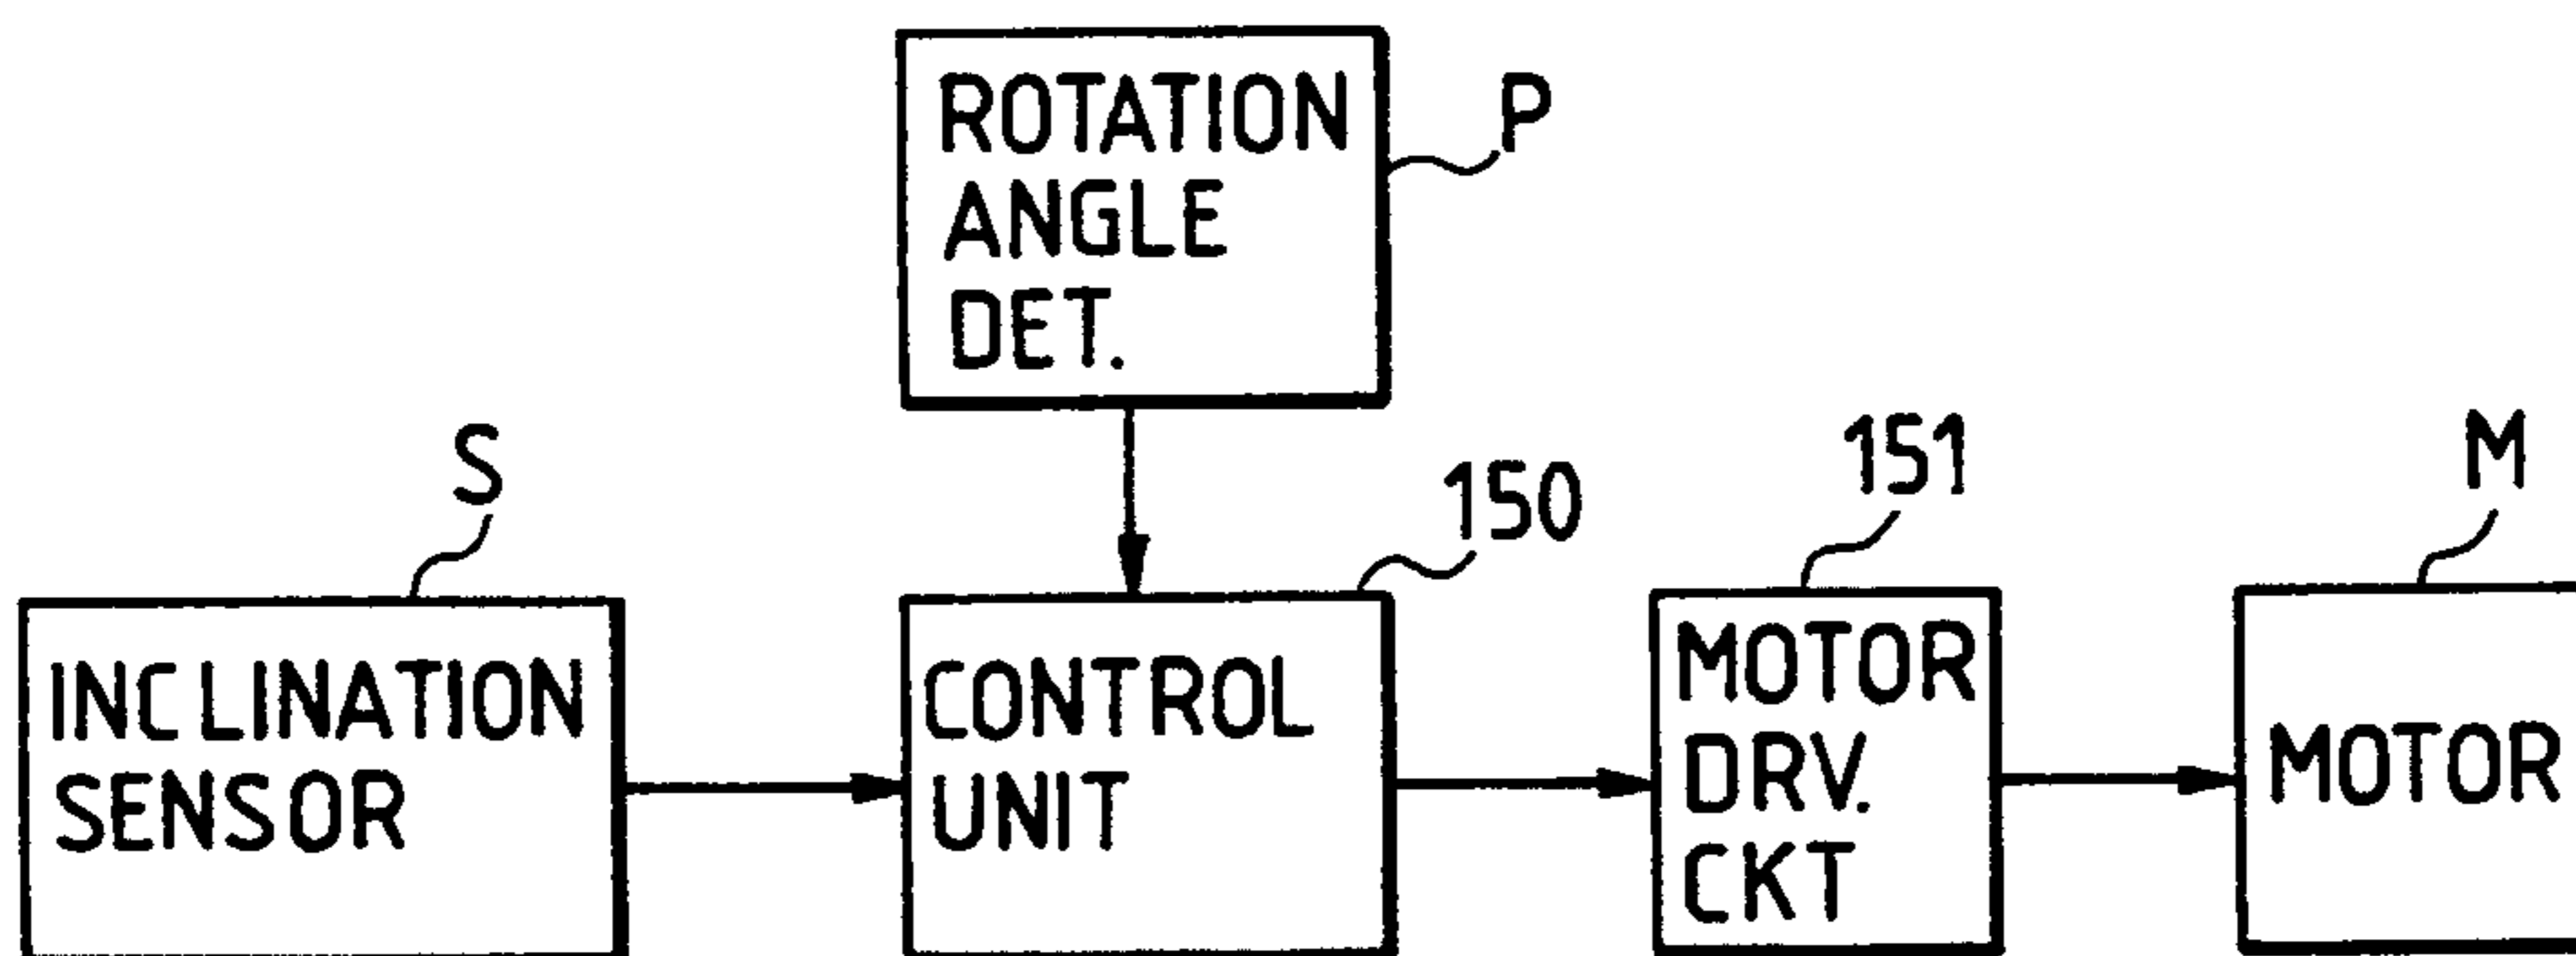 ROTATION
ANGLE
DET.
P
S
150
151
M
INCLINATION
SENSOR
CONTROL
UNIT
MOTOR
DRV.
CKT
MOTOR